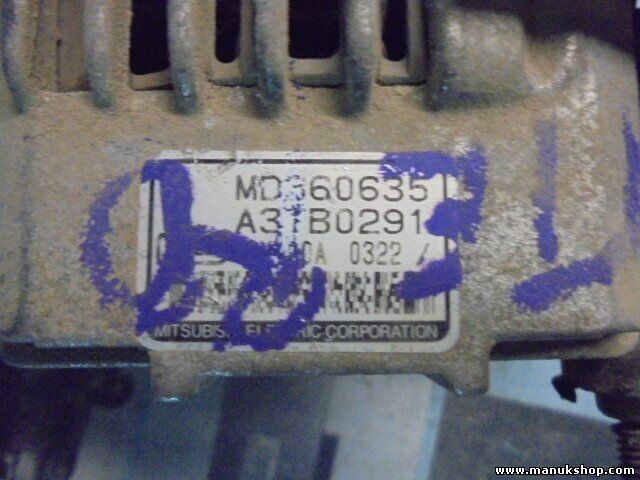 MD360635
A3TB0291
0322
MITSUBISHI ELECTRIC CORPORATION
www.manukshop.com